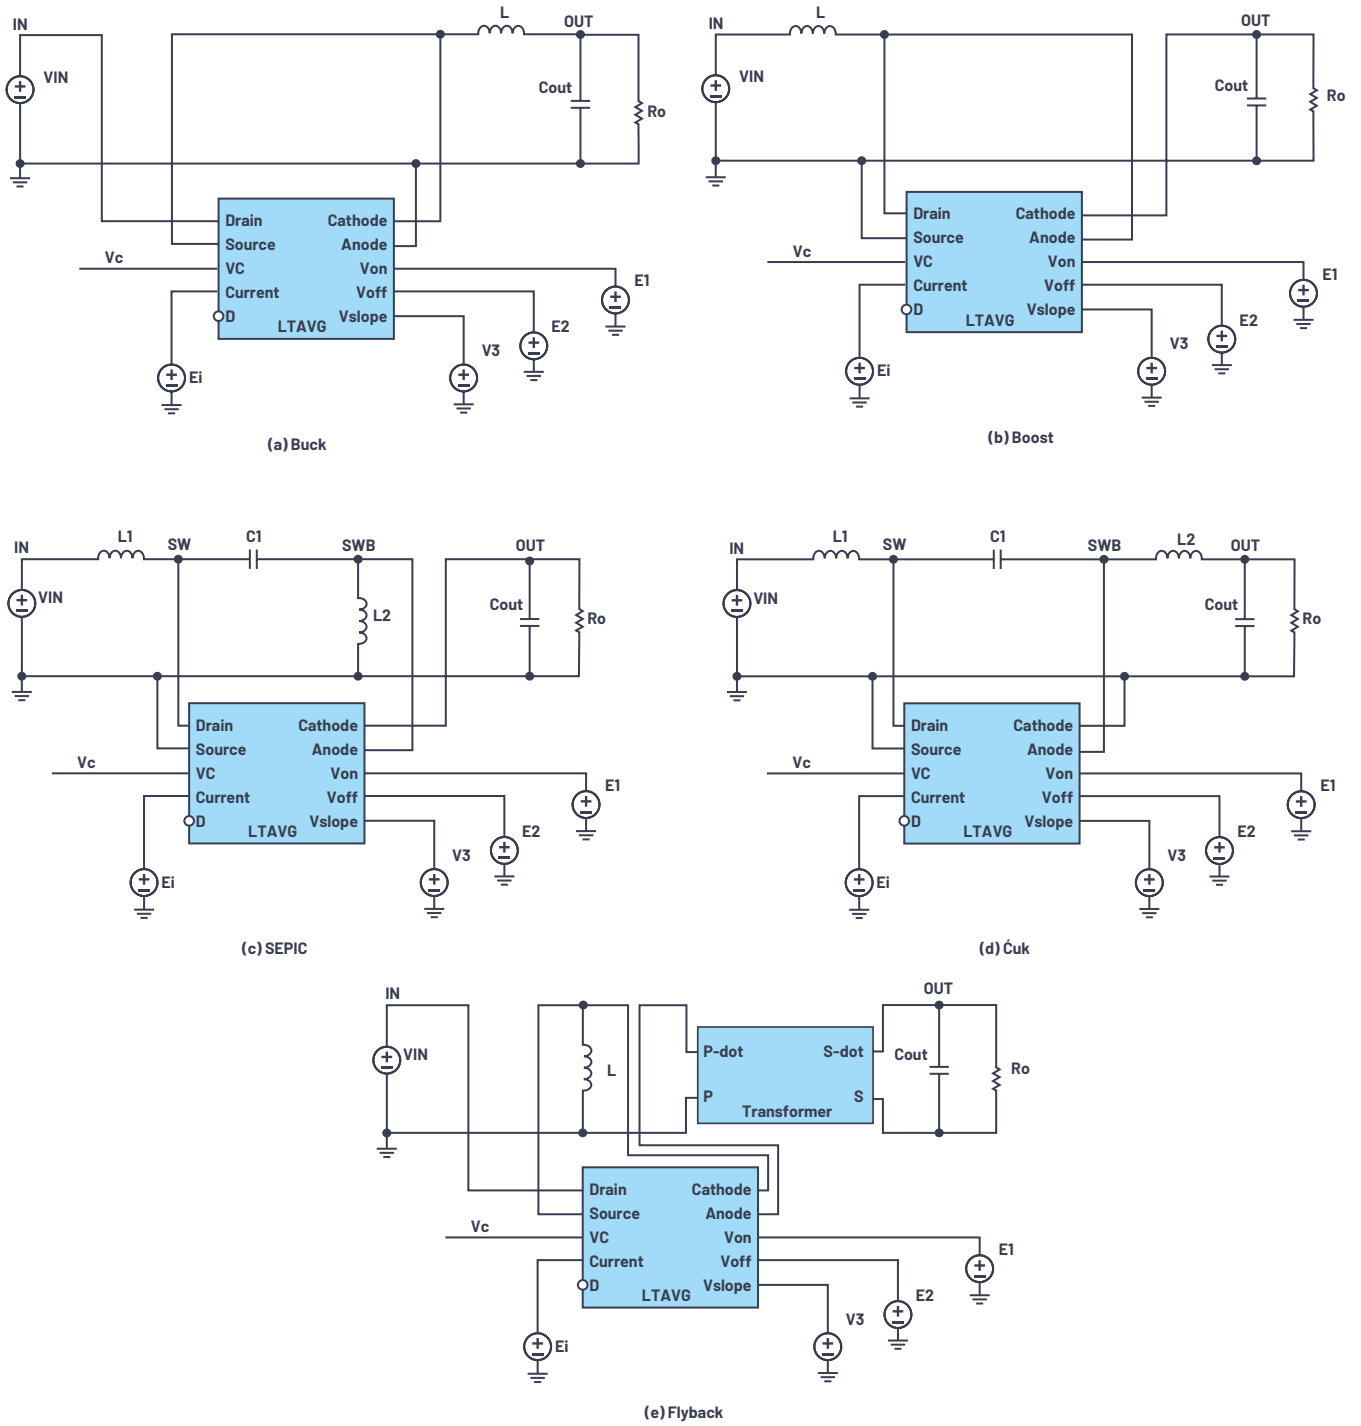 IN
L
OUT
VIN
Cout
Ro
Drain
Cathode
Source
Anode
Vc
VC
Von
Current
Voff
E1
D
Vslope
LTAVG
E2
V3
Ei
(a) Buck
IN
L
OUT
VIN
Cout
Ro
Drain
Cathode
Source
Anode
Vc
VC
Von
Current
Voff
E1
D
Vslope
LTAVG
E2
V3
Ei
(b) Boost
IN
L1
SW
C1
SWB
OUT
VIN
L2
Cout
Ro
Drain
Cathode
Source
Anode
Vc
VC
Von
Current
Voff
E1
D
Vslope
LTAVG
E2
V3
Ei
(c) SEPIC
IN
L1
SW
C1
SWB
L2
OUT
VIN
Cout
Ro
Drain
Cathode
Source
Anode
Vc
VC
Von
Current
Voff
E1
D
Vslope
LTAVG
E2
V3
Ei
(d) Ćuk
IN
OUT
VIN
L
P-dot
S-dot
Cout
Ro
P
S
Transformer
Drain
Cathode
Source
Anode
Vc
VC
Von
Current
Voff
E1
D
Vslope
LTAVG
E2
V3
Ei
(e) Flyback